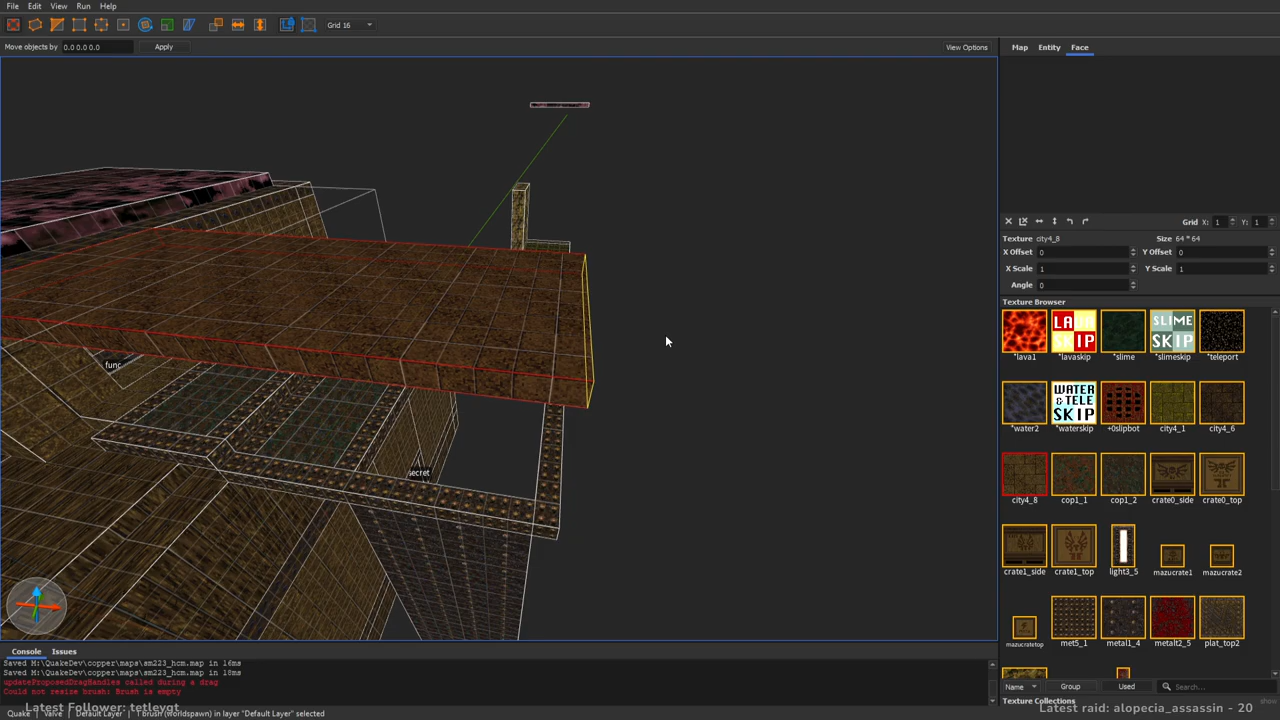 File Edit View Run Help
Grid 16
Move objects by 0.0 0.0 0.0 Apply View Options
Map Entity Face
Grid X: 1 Y: 1
Texture city4_8 Size 64 * 64
X Offset 0 Y Offset 0
X Scale 1 Y Scale 1
Angle 0
Texture Browser
LAVA SKIP SLIME SKIP
*lava1 *lavaskip *slime *slimeskip *teleport
WATER & TELE SKIP
*water2 *waterskip +0slipbot city4_1 city4_6
func
secret
city4_8 cop1_1 cop1_2 crate0_side crate0_top
crate1_side crate1_top light3_5 mazucrate1 mazucrate2
mazucratetop met5_1 metal1_4 metalt2_5 plat_top2
Console Issues
Saved M:\QuakeDev\copper\maps\sm223_hcm.map in 16ms
Saved M:\QuakeDev\copper\maps\sm223_hcm.map in 18ms
updateProposedDragHandles called during a drag
Could not resize brush: Brush is empty
Name Group Used Search...
Texture Collections
Latest Follower: tetleygt
Latest raid: alopecia_assassin - 20
Quake Valve Default Layer 1 brush (worldspawn) in layer "Default Layer" selected